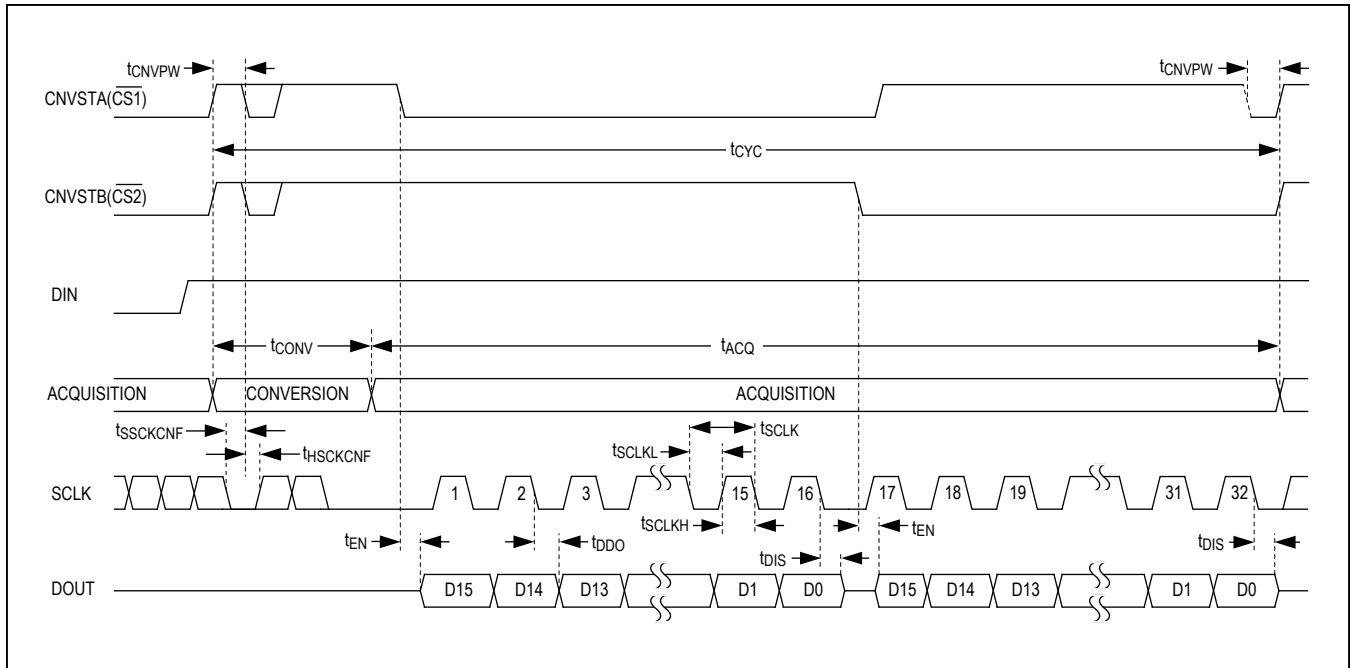 tCNVPW tCNVPW
CNVSTA(CS1)
tCYC
CNVSTB(CS2)
DIN
tCONV tACQ
ACQUISITION CONVERSION ACQUISITION
tSSCKCNF tHSCKCNF tSCLKL tSCLK
SCLK 1 2 3 15 16 17 18 19 31 32
tEN tDDO tSCLKH tDIS tEN tDIS
DOUT D15 D14 D13 D1 D0 D15 D14 D13 D1 D0